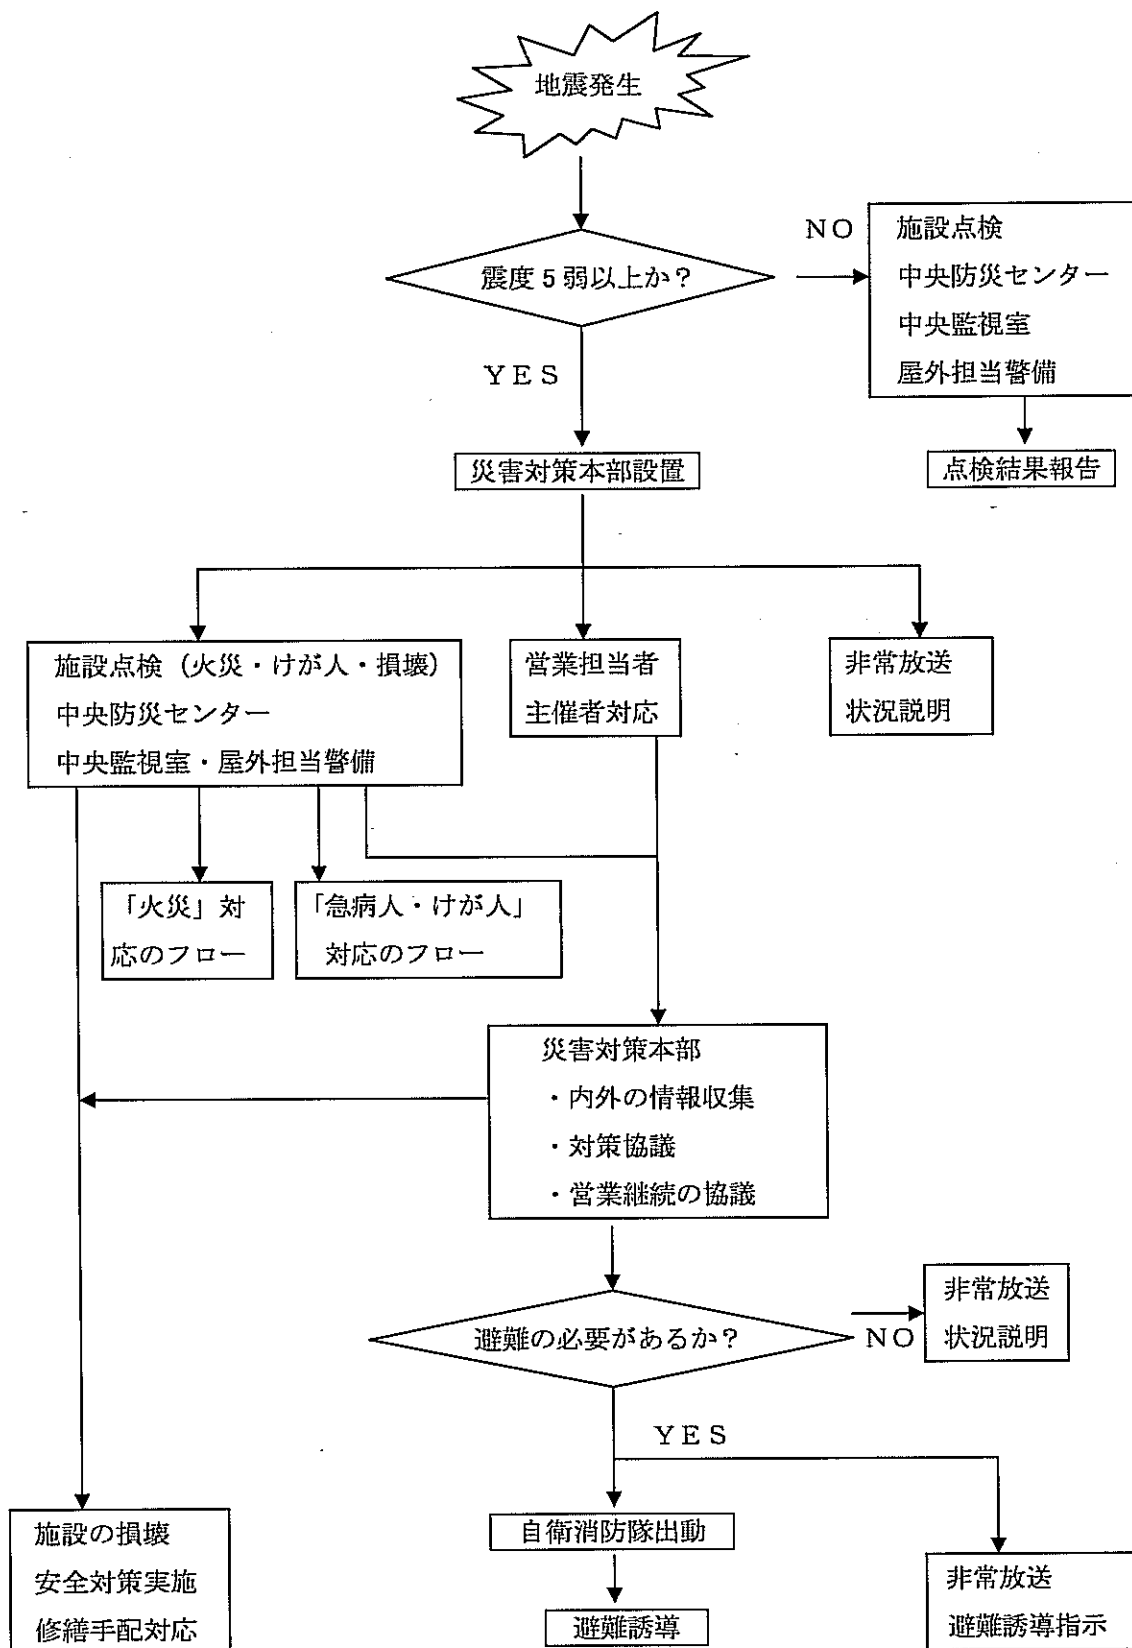 地震発生
震度5弱以上か？
NO
施設点検
中央防災センター
中央監視室
屋外担当警備
点検結果報告
YES
災害対策本部設置
施設点検（火災・けが人・損壊）
中央防災センター
中央監視室・屋外担当警備
営業担当者
主催者対応
非常放送
状況説明
「火災」対
応のフロー
「急病人・けが人」
対応のフロー
災害対策本部
・内外の情報収集
・対策協議
・営業継続の協議
避難の必要があるか？
NO
非常放送
状況説明
YES
自衛消防隊出動
避難誘導
非常放送
避難誘導指示
施設の損壊
安全対策実施
修繕手配対応